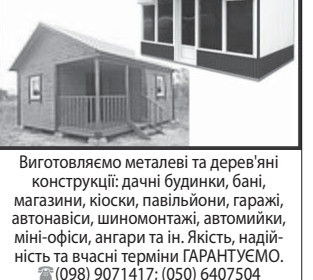 Виготовляємо металеві та дерев'яні
конструкції: дачні будинки, бані,
магазини, кіоски, павільйони, гаражі,
автонавіси, шиномонтажі, автомийки,
міні-офіси, ангари та ін. Якість, надій-
ність та вчасні терміни ГАРАНТУЄМО.
☎(098) 9071417; (050) 6407504